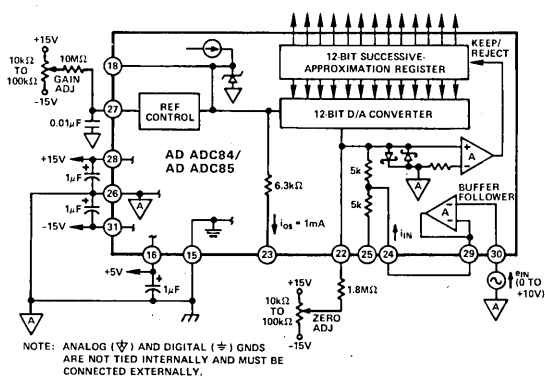 +15V
10kΩ
TO
100kΩ
-15V
10MΩ
GAIN
ADJ
18
27
REF
CONTROL
0.01μF
+15V
28
1μF
26
A
1μF
-15V
31
A
AD ADC84/
AD ADC85
12-BIT SUCCESSIVE-
APPROXIMATION REGISTER
KEEP/
REJECT
12-BIT D/A CONVERTER
6.3kΩ
ios = 1mA
5k
5k
iIN
+
-
A
A
BUFFER
FOLLOWER
A
16
15
23
22
25
24
29
30
+5V
+
1μF
A
+15V
10kΩ
TO
100kΩ
-15V
1.8MΩ
ZERO
ADJ
eIN
(0 TO
+10V)
A
NOTE: ANALOG (A) AND DIGITAL (⏚) GNDS
ARE NOT TIED INTERNALLY AND MUST BE
CONNECTED EXTERNALLY.